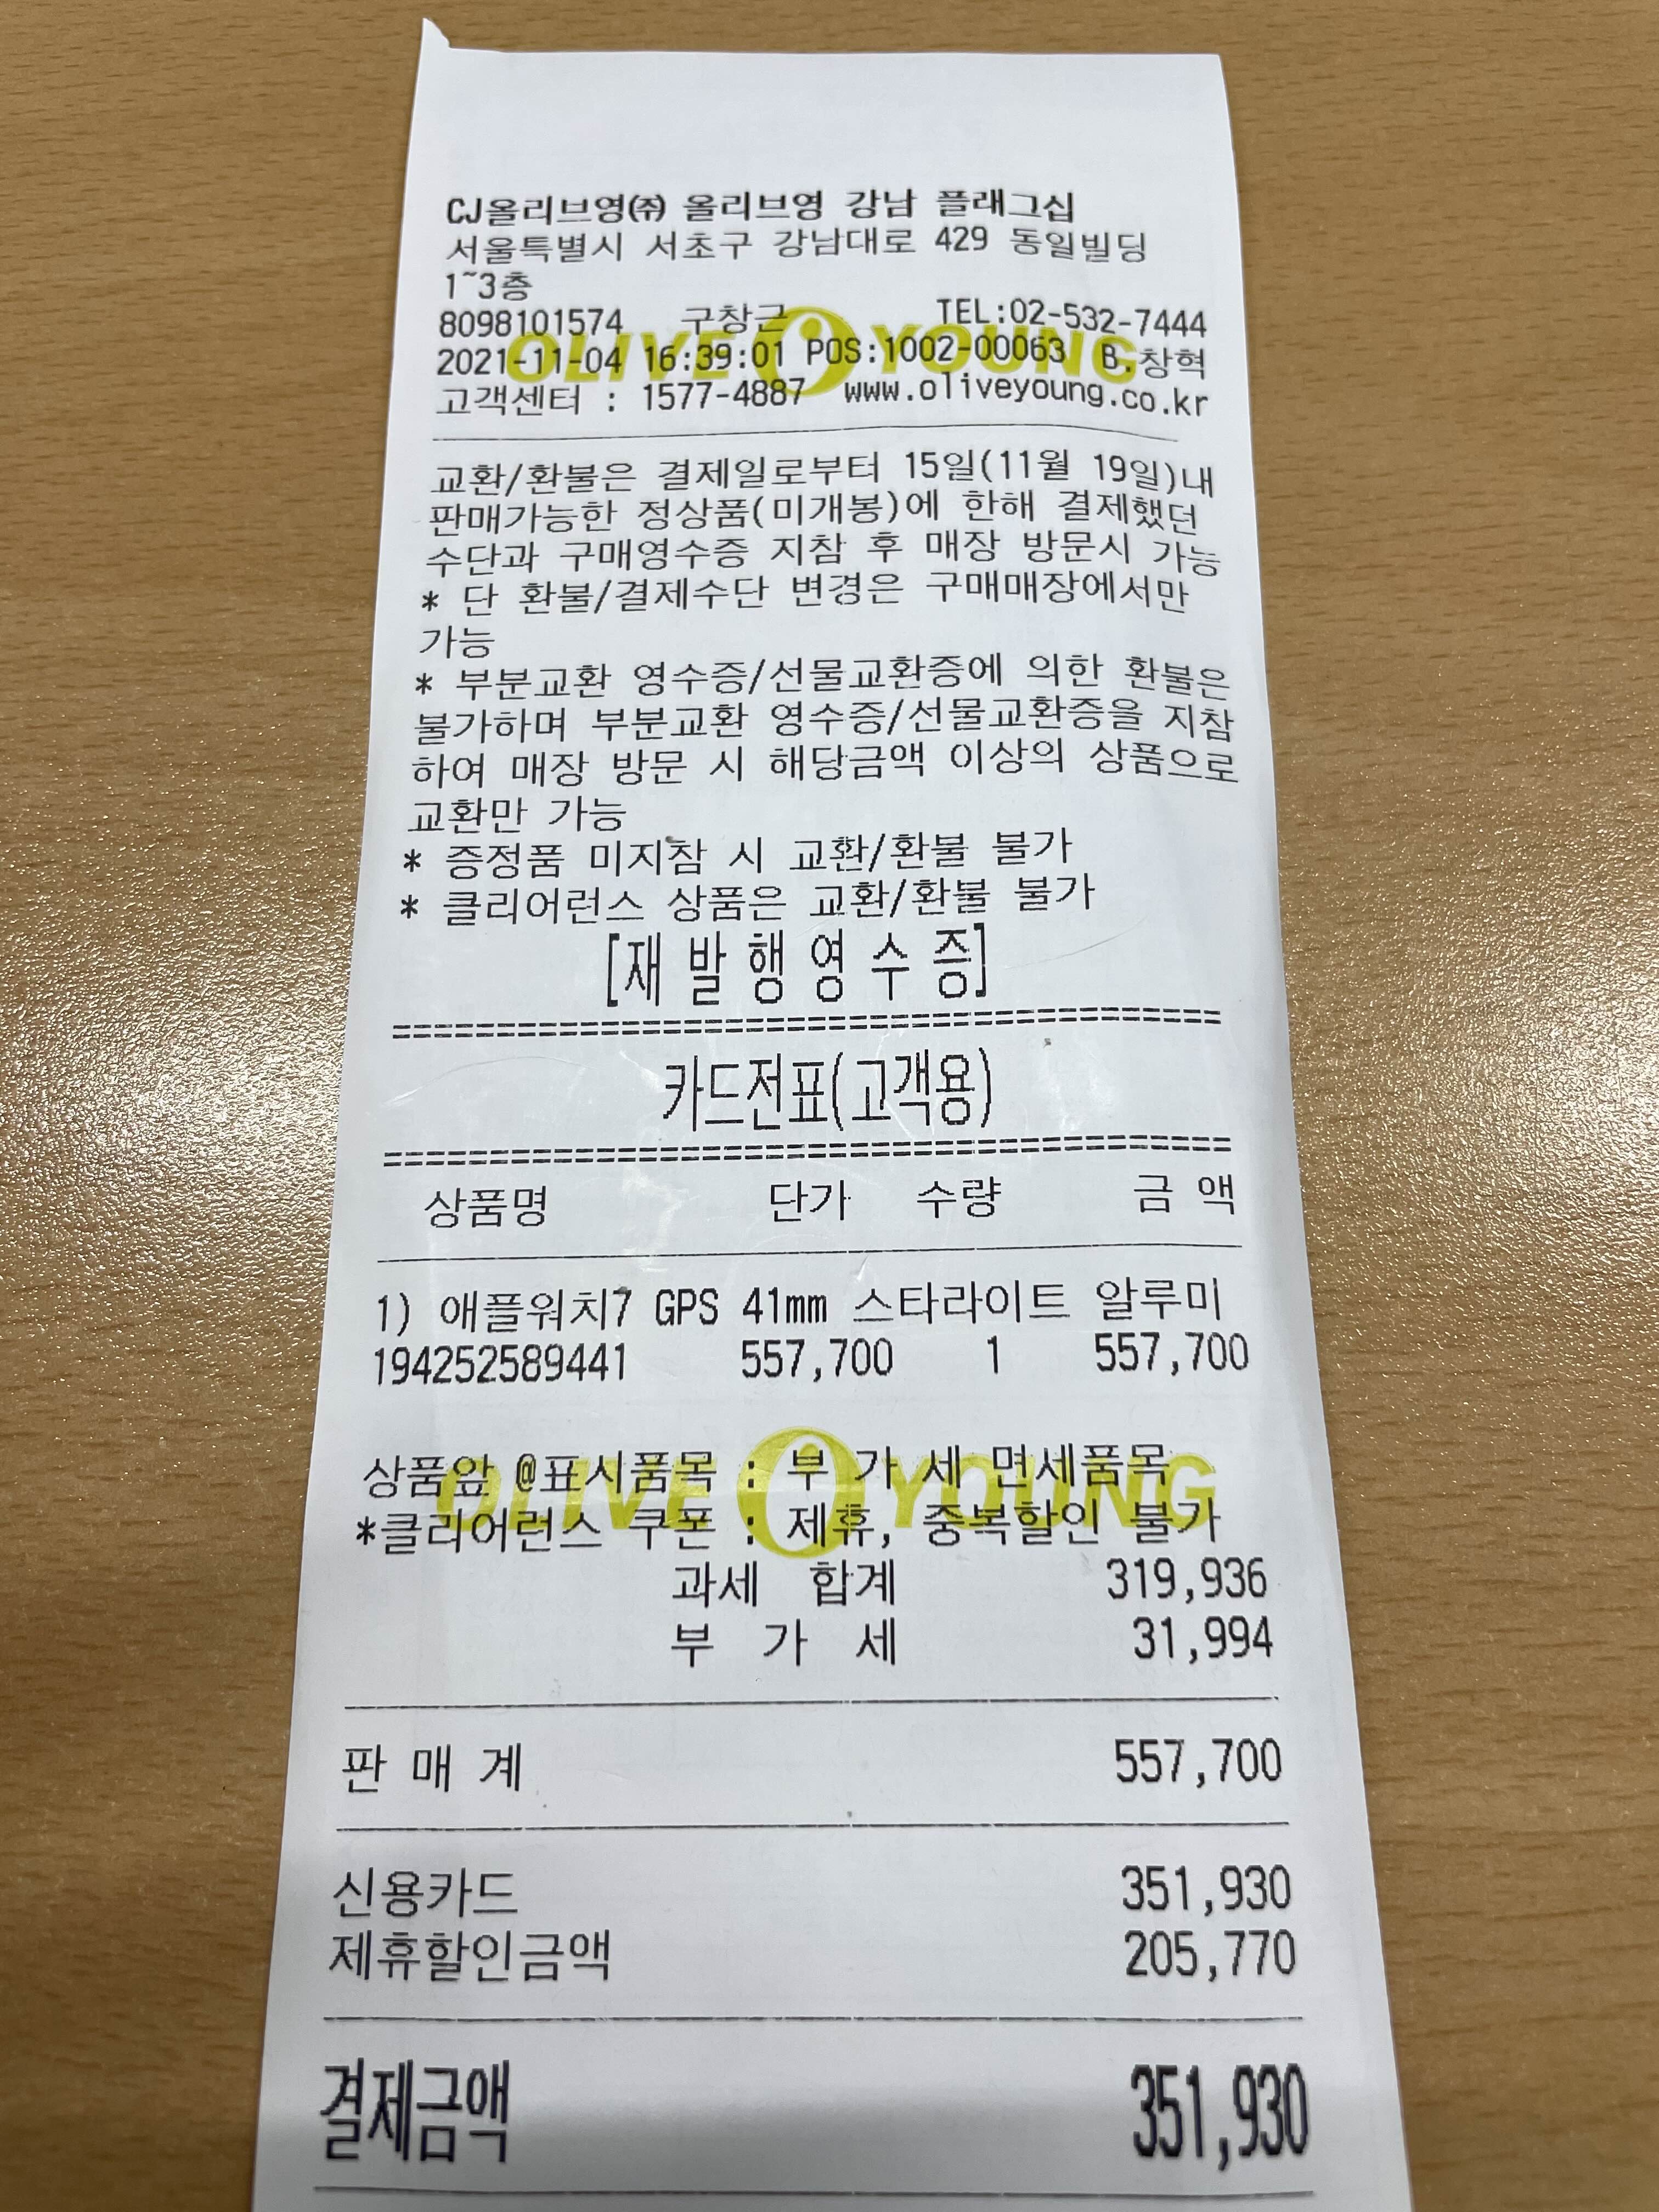 CJ올리브영㈜ 올리브영 강남 플래그십
서울특별시 서초구 강남대로 429 동일빌딩
1~3층
8098101574 구창근 TEL:02-532-7444
2021-11-04 16:39:01 POS:1002-00063 B.창혁
고객센터 : 1577-4887 www.oliveyoung.co.kr
OLIVE YOUNG
교환/환불은 결제일로부터 15일(11월 19일)내
판매가능한 정상품(미개봉)에 한해 결제했던
수단과 구매영수증 지참 후 매장 방문시 가능
* 단 환불/결제수단 변경은 구매매장에서만
가능
* 부분교환 영수증/선물교환증에 의한 환불은
불가하며 부분교환 영수증/선물교환증을 지참
하여 매장 방문 시 해당금액 이상의 상품으로
교환만 가능
* 증정품 미지참 시 교환/환불 불가
* 클리어런스 상품은 교환/환불 불가
[재 발 행 영 수 증]
======================================
카드전표(고객용)
======================================
상품명 단가 수량 금 액
1) 애플워치7 GPS 41mm 스타라이트 알루미
194252589441 557,700 1 557,700
상품앞 @표시품목 : 부 가 세 면세품목
OLIVE YOUNG
*클리어런스 쿠폰 : 제휴, 중복할인 불가
과세 합계 319,936
부 가 세 31,994
판 매 계 557,700
신용카드 351,930
제휴할인금액 205,770
결제금액 351,930